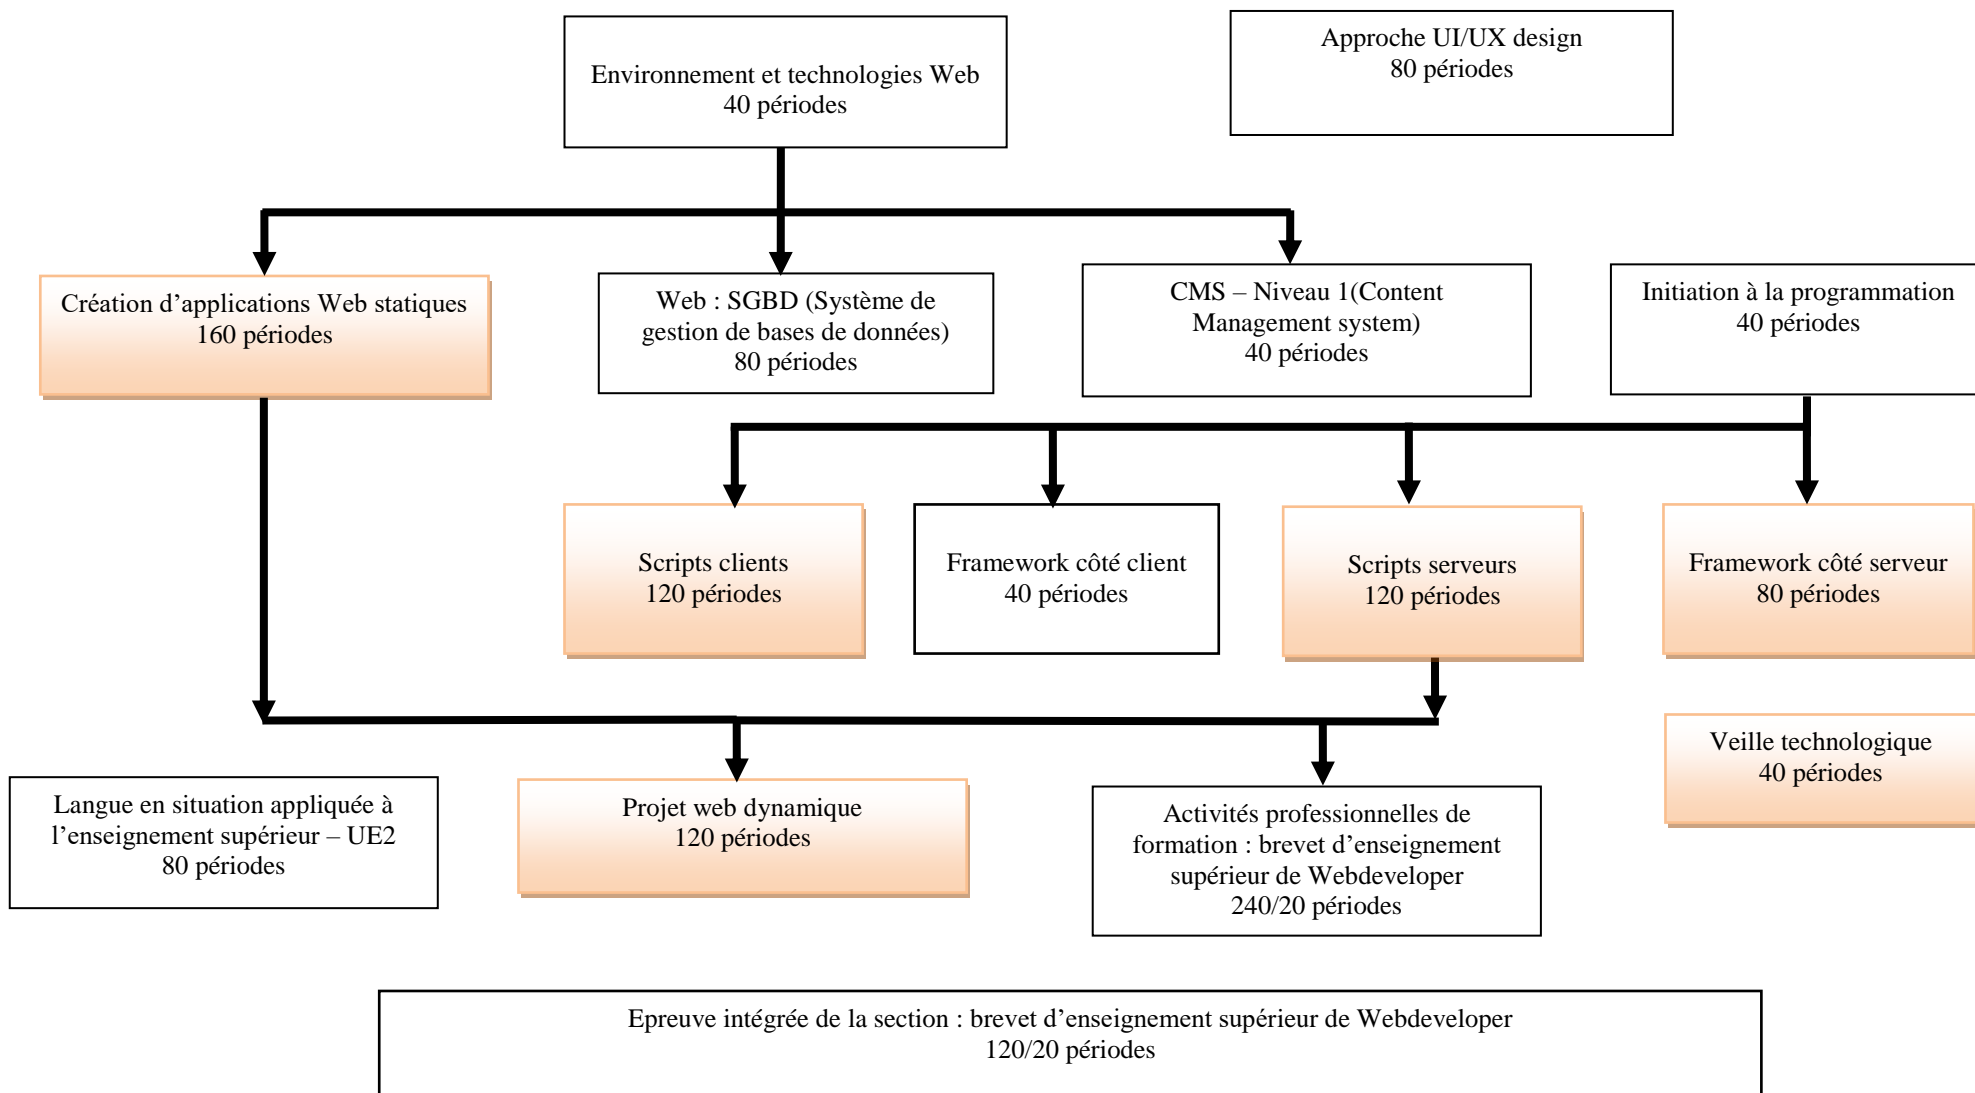 Environnement et technologies Web
40 périodes
Approche UI/UX design
80 périodes
Création d’applications Web statiques
160 périodes
Web : SGBD (Système de
gestion de bases de données)
80 périodes
CMS – Niveau 1(Content
Management system)
40 périodes
Initiation à la programmation
40 périodes
Scripts clients
120 périodes
Framework côté client
40 périodes
Scripts serveurs
120 périodes
Framework côté serveur
80 périodes
Veille technologique
40 périodes
Langue en situation appliquée à
l’enseignement supérieur – UE2
80 périodes
Projet web dynamique
120 périodes
Activités professionnelles de
formation : brevet d’enseignement
supérieur de Webdeveloper
240/20 périodes
Epreuve intégrée de la section : brevet d’enseignement supérieur de Webdeveloper
120/20 périodes